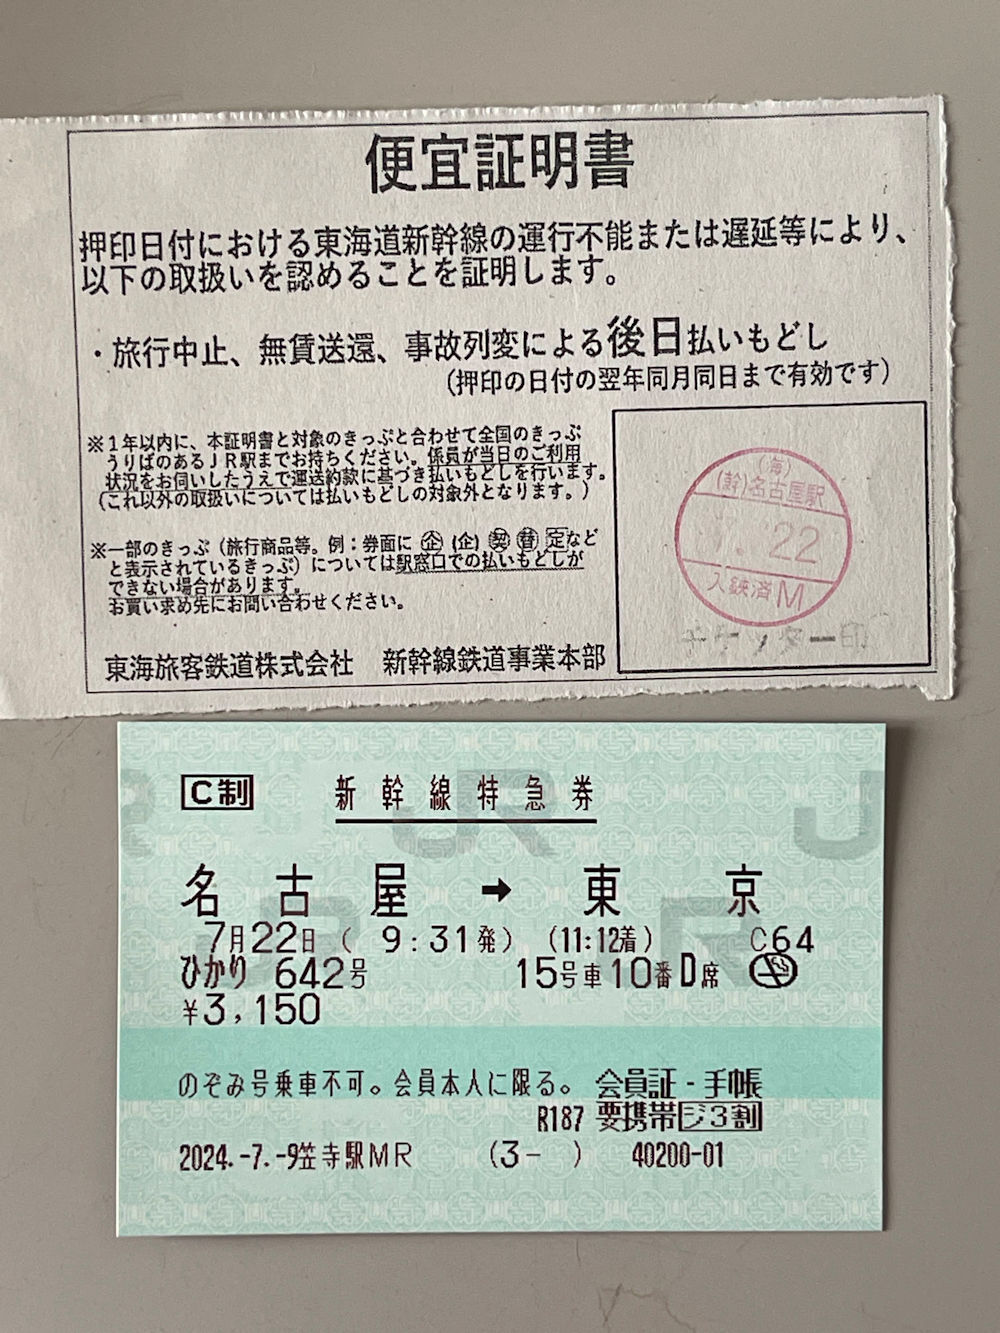 便宜証明書
押印日付における東海道新幹線の運行不能または遅延等により、
以下の取扱いを認めることを証明します。
・旅行中止、無賃送還、事故列変による後日払いもどし
(押印の日付の翌年同月同日まで有効です)
※1年以内に、本証明書と対象のきっぷと合わせて全国のきっぷ
うりばのあるJR駅までお持ちください。係員が当日のご利用
状況をお伺いしたうえで運送約款に基づき払いもどしを行います。
(これ以外の取扱いについては払いもどしの対象外となります。)
※一部のきっぷ(旅行商品等。例:券面に ㊭ (企) 契 替 定など
と表示されているきっぷ)については駅窓口での払いもどしが
できない場合があります。
お買い求め先にお問い合わせください。
東海旅客鉄道株式会社 新幹線鉄道事業本部
(海)
(幹)名古屋駅
.22
入鋏済M
C制 新幹線特急券
名古屋 → 東京
7月22日( 9:31発) (11:12着) C64
ひかり 642号 15号車10番D席
¥3,150
のぞみ号乗車不可。会員本人に限る。 会員証-手帳
R187 要携帯ジ3割
2024.-7.-9笠寺駅MR (3- ) 40200-01